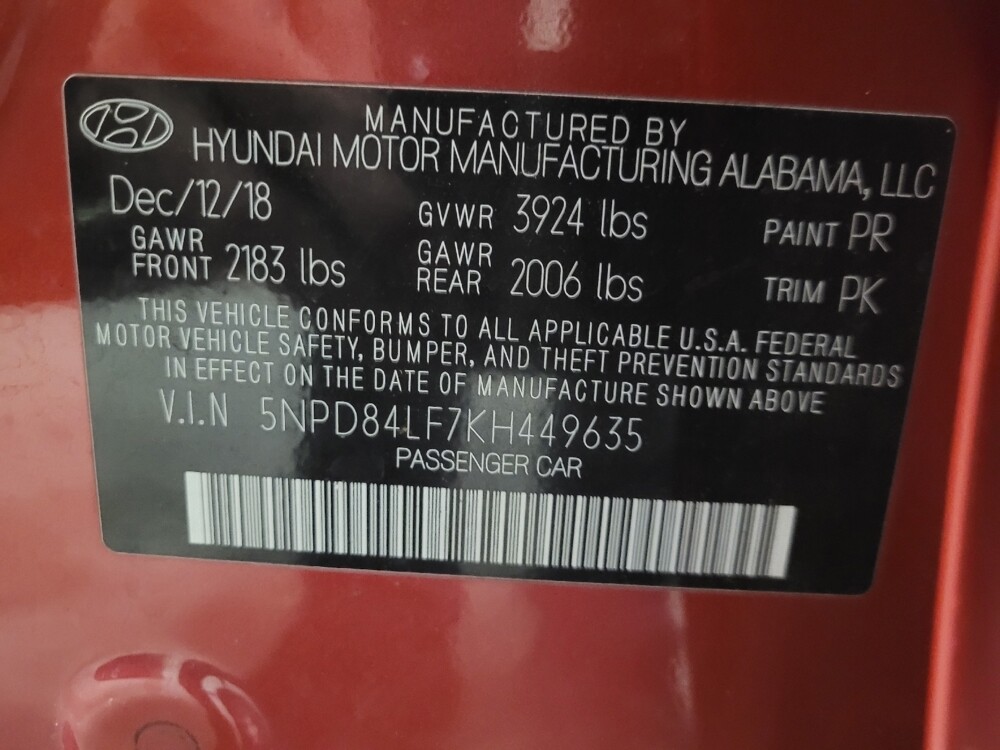 MANUFACTURED BY
HYUNDAI MOTOR MANUFACTURING ALABAMA, LLC
Dec/12/18 GVWR 3924 lbs PAINT PR
GAWR FRONT 2183 lbs GAWR REAR 2006 lbs TRIM PK
THIS VEHICLE CONFORMS TO ALL APPLICABLE U.S.A. FEDERAL
MOTOR VEHICLE SAFETY, BUMPER, AND THEFT PREVENTION STANDARDS
IN EFFECT ON THE DATE OF MANUFACTURE SHOWN ABOVE
V.I.N 5NPD84LF7KH449635
PASSENGER CAR